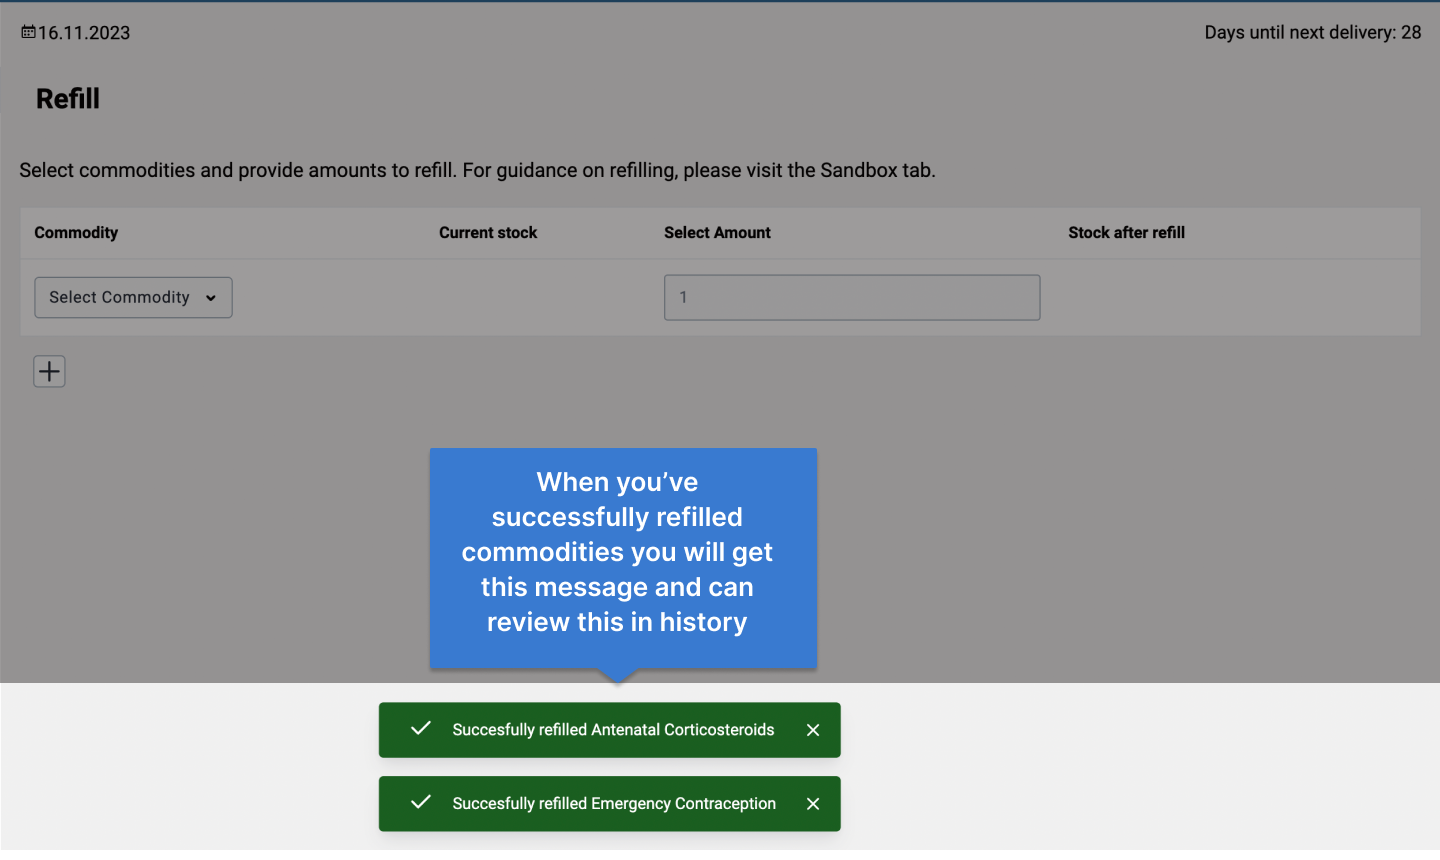 16.11.2023
Days until next delivery: 28
Refill
Select commodities and provide amounts to refill. For guidance on refilling, please visit the Sandbox tab.
Commodity Current stock Select Amount Stock after refill
Select Commodity 1
When you’ve
successfully refilled
commodities you will get
this message and can
review this in history
Succesfully refilled Antenatal Corticosteroids
Succesfully refilled Emergency Contraception